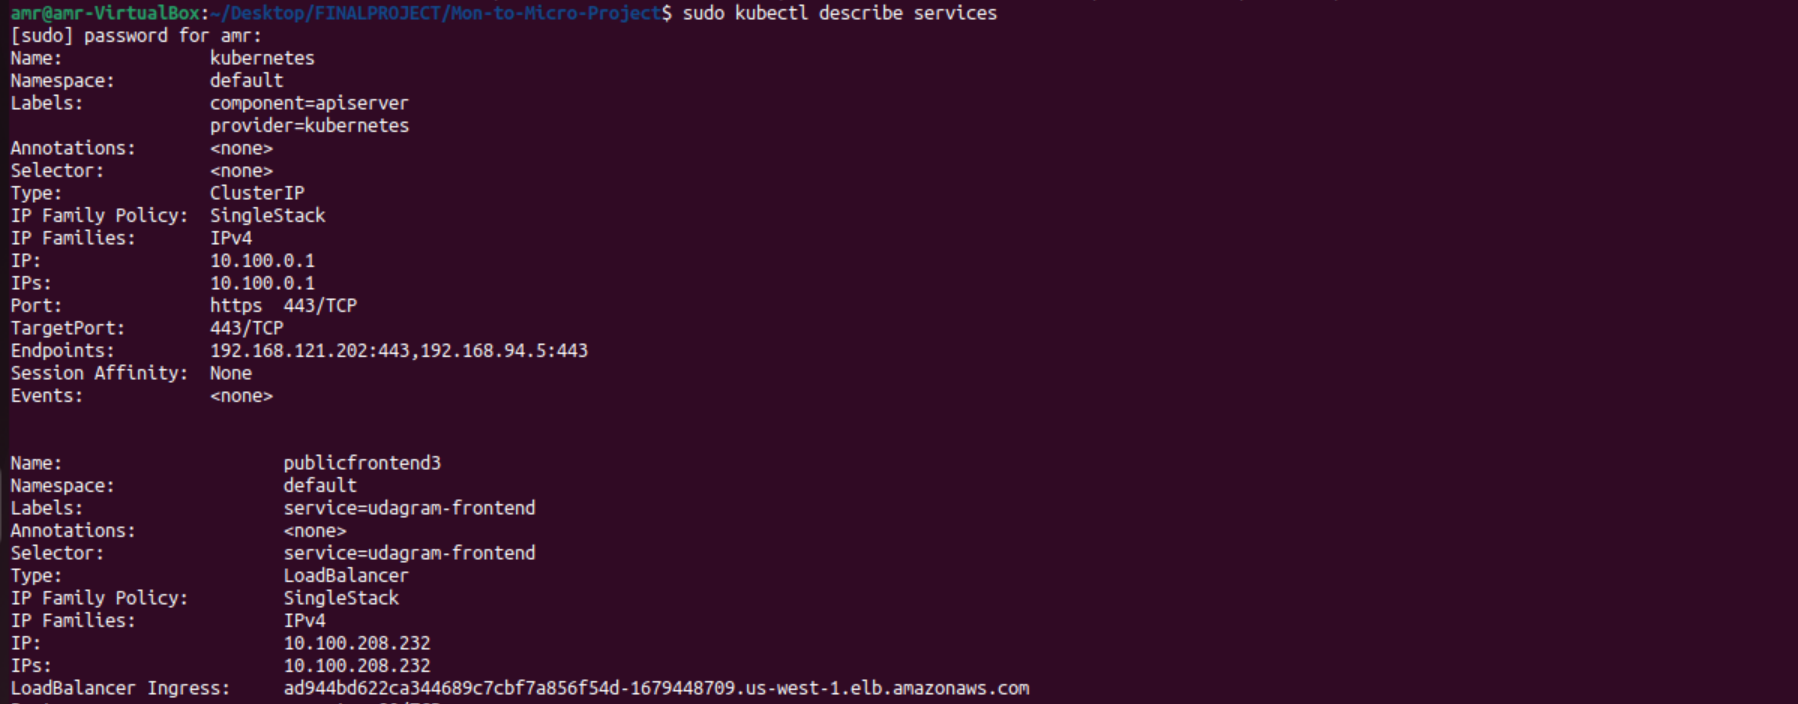 amr@amr-VirtualBox:~/Desktop/FINALPROJECT/Mon-to-Micro-Project$ sudo kubectl describe services
[sudo] password for amr:
Name:              kubernetes
Namespace:         default
Labels:            component=apiserver
                   provider=kubernetes
Annotations:       <none>
Selector:          <none>
Type:              ClusterIP
IP Family Policy:  SingleStack
IP Families:       IPv4
IP:                10.100.0.1
IPs:               10.100.0.1
Port:              https  443/TCP
TargetPort:        443/TCP
Endpoints:         192.168.121.202:443,192.168.94.5:443
Session Affinity:  None
Events:            <none>
Name:                     publicfrontend3
Namespace:                default
Labels:                   service=udagram-frontend
Annotations:              <none>
Selector:                 service=udagram-frontend
Type:                     LoadBalancer
IP Family Policy:         SingleStack
IP Families:              IPv4
IP:                       10.100.208.232
IPs:                      10.100.208.232
LoadBalancer Ingress:     ad944bd622ca344689c7cbf7a856f54d-1679448709.us-west-1.elb.amazonaws.com